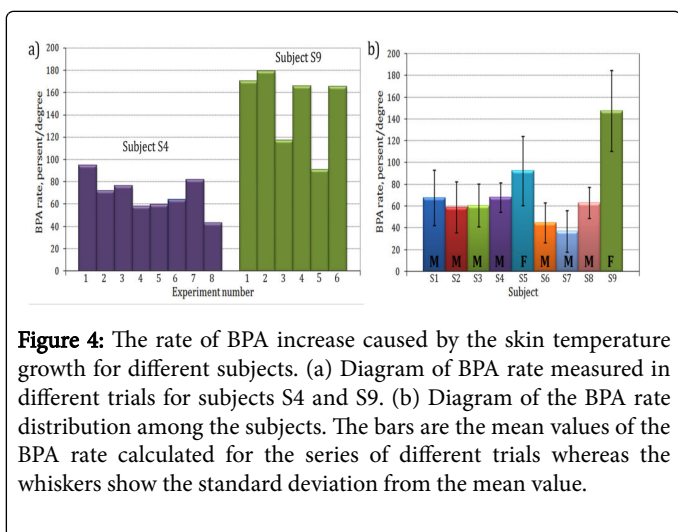 a)
BPA rate, persent/degree
200
180
160
140
120
100
80
60
40
20
0
Subject S4
Subject S9
1 2 3 4 5 6 7 8 1 2 3 4 5 6
Experiment number
b)
BPA rate, persent/degree
200
180
160
140
120
100
80
60
40
20
0
M M M M F M M M F
S1 S2 S3 S4 S5 S6 S7 S8 S9
Subject
Figure 4: The rate of BPA increase caused by the skin temperature
growth for different subjects. (a) Diagram of BPA rate measured in
different trials for subjects S4 and S9. (b) Diagram of the BPA rate
distribution among the subjects. The bars are the mean values of the
BPA rate calculated for the series of different trials whereas the
whiskers show the standard deviation from the mean value.